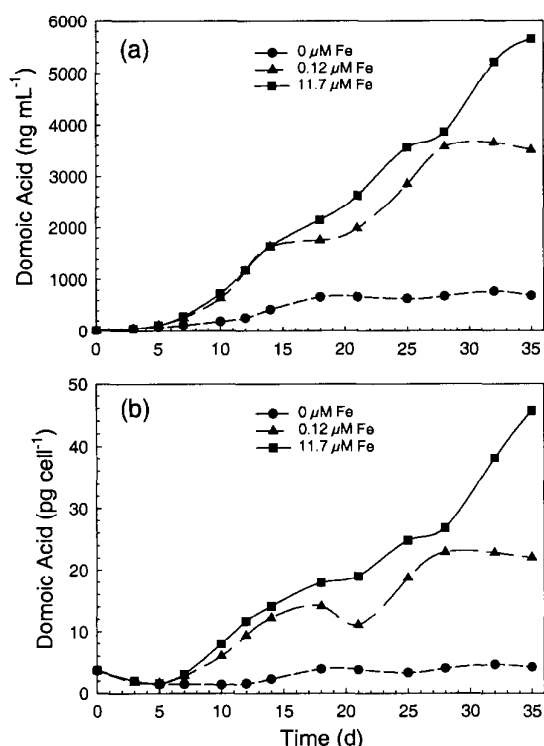 6000
(a)
0 µM Fe
0.12 µM Fe
11.7 µM Fe
5000
4000
3000
2000
1000
0
Domoic Acid (ng mL⁻¹)
0 5 10 15 20 25 30 35
50
(b)
0 µM Fe
0.12 µM Fe
11.7 µM Fe
40
30
20
10
0
Domoic Acid (pg cell⁻¹)
0 5 10 15 20 25 30 35
Time (d)